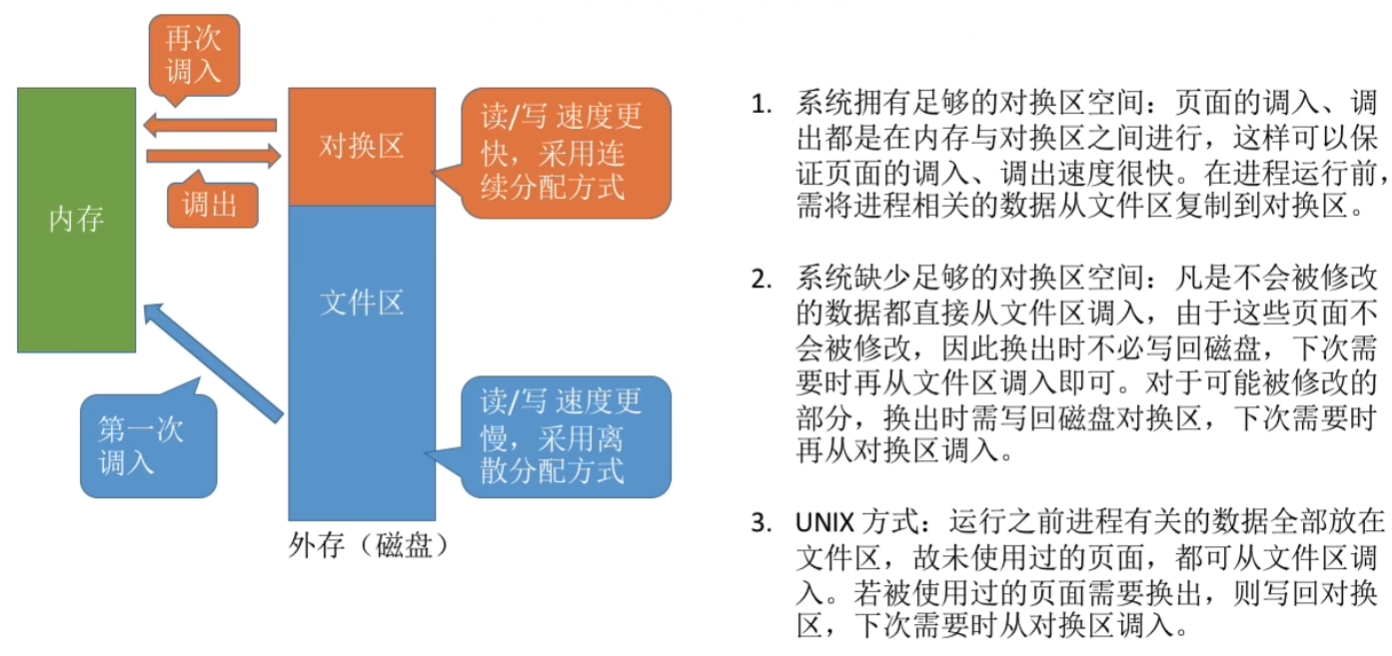 再次
调入
调出
内存
第一次
调入
对换区
文件区
外存（磁盘）
读/写 速度更
快，采用连
续分配方式
读/写 速度更
慢，采用离
散分配方式
1. 系统拥有足够的对换区空间：页面的调入、调
出都是在内存与对换区之间进行，这样可以保
证页面的调入、调出速度很快。在进程运行前，
需将进程相关的数据从文件区复制到对换区。
2. 系统缺少足够的对换区空间：凡是不会被修改
的数据都直接从文件区调入，由于这些页面不
会被修改，因此换出时不必写回磁盘，下次需
要时再从文件区调入即可。对于可能被修改的
部分，换出时需写回磁盘对换区，下次需要时
再从对换区调入。
3. UNIX 方式：运行之前进程有关的数据全部放在
文件区，故未使用过的页面，都可从文件区调
入。若被使用过的页面需要换出，则写回对换
区，下次需要时从对换区调入。